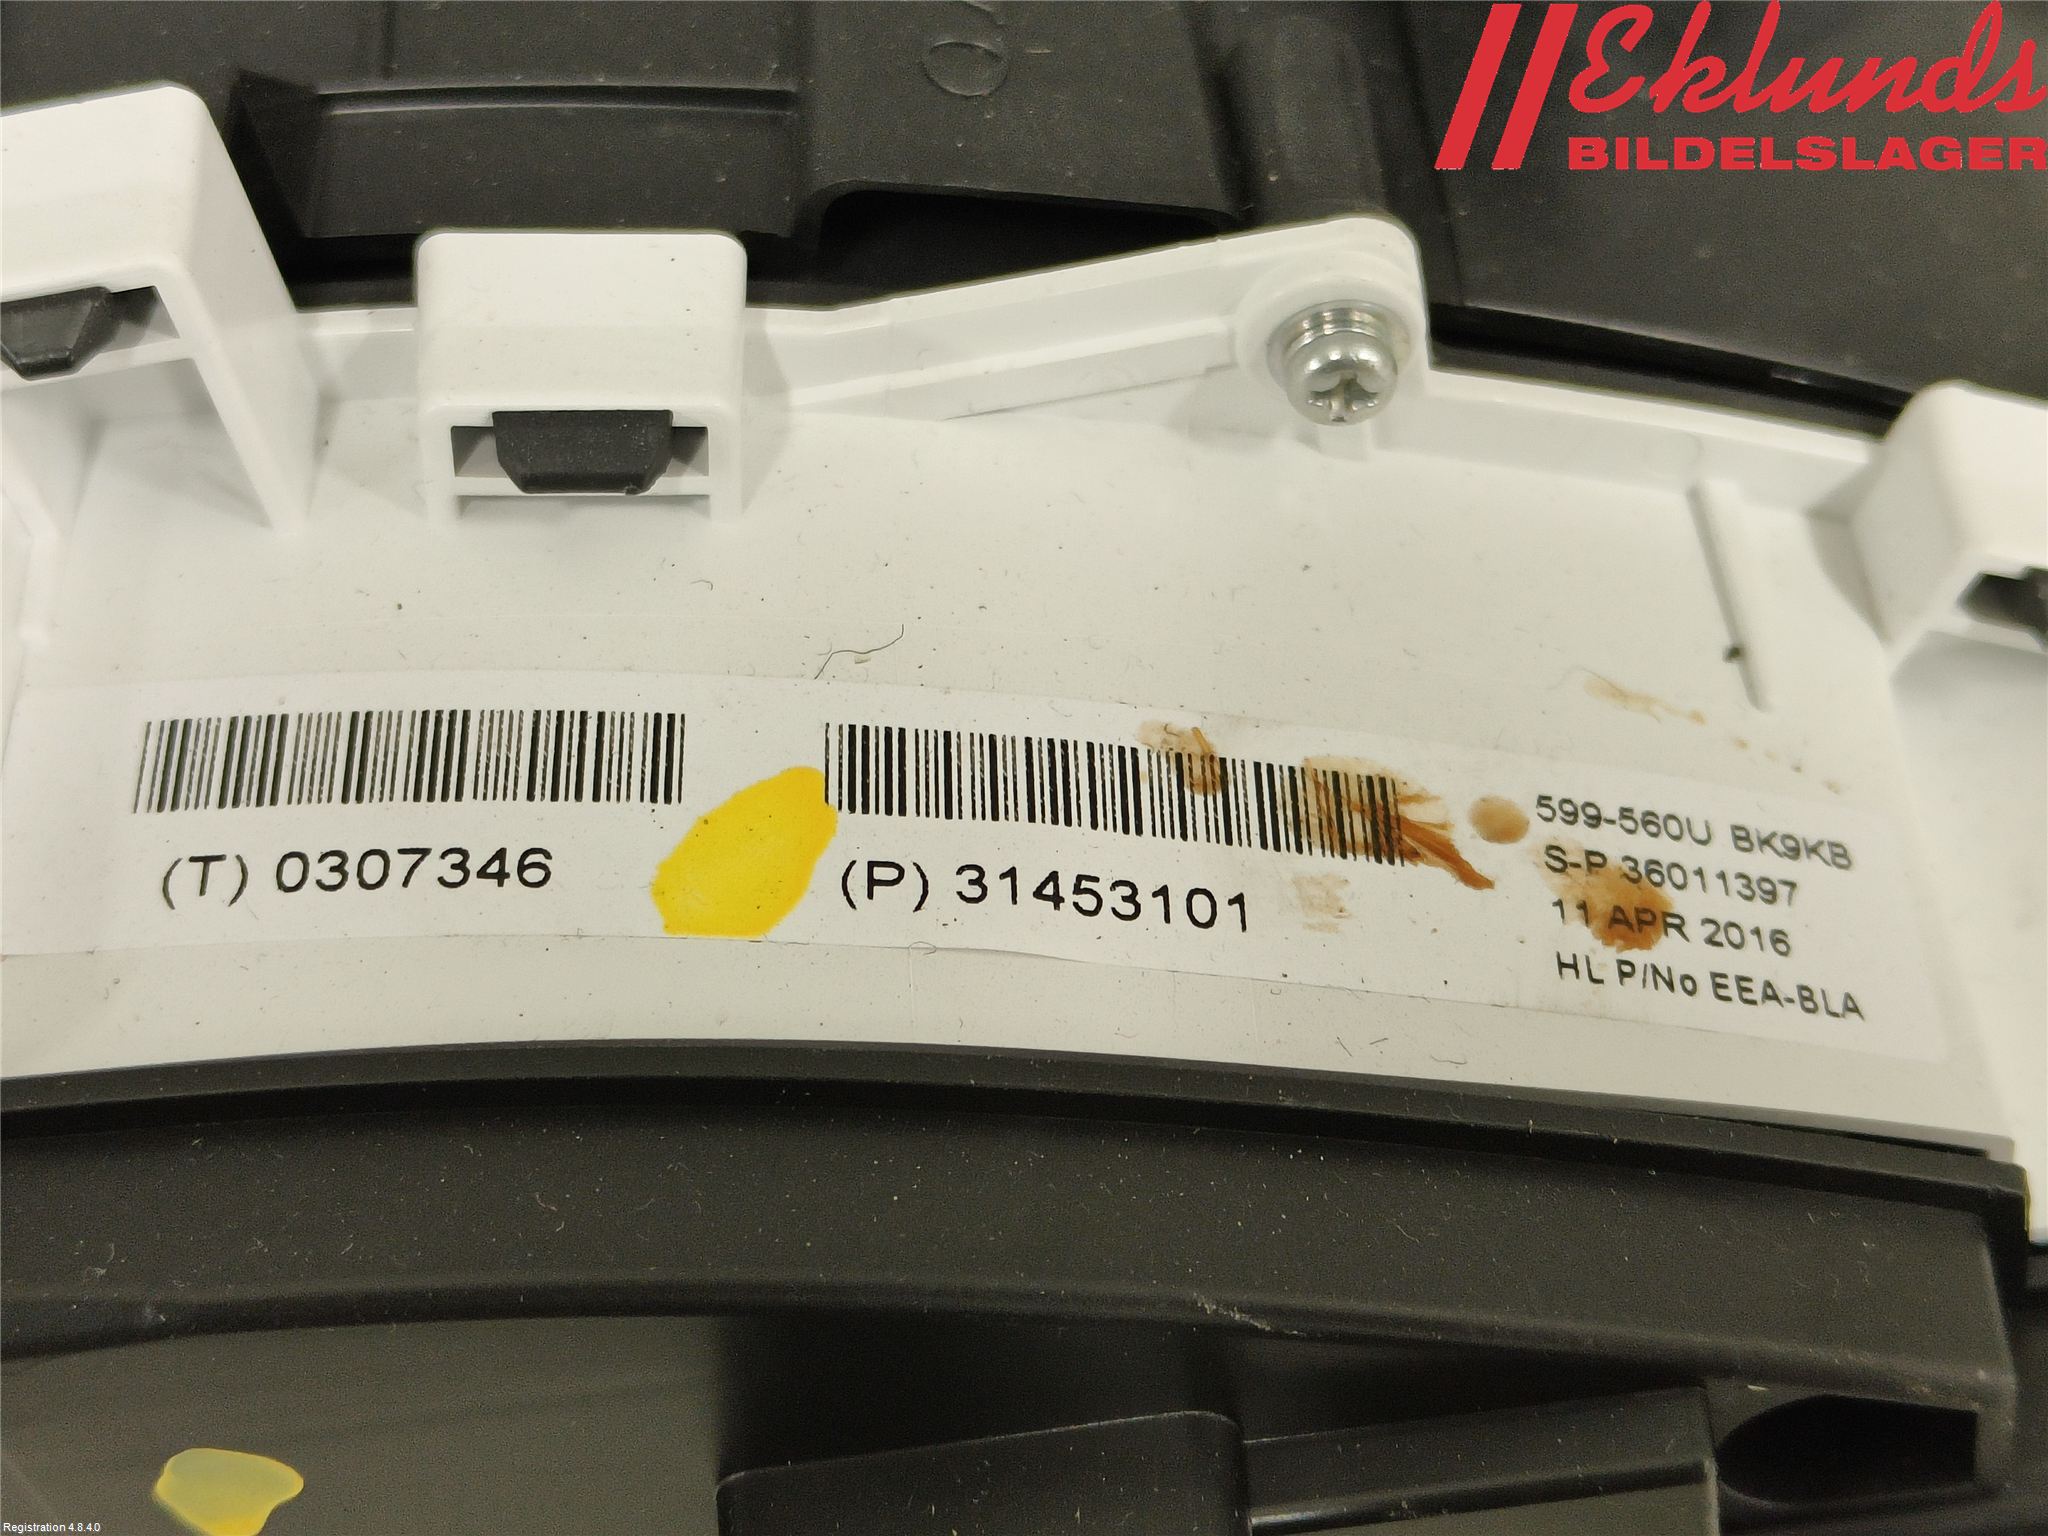 Eklunds
BILDELSLAGER
(T) 0307346
(P) 31453101
599-560U BK9KB
S-P 36011397
11 APR 2016
HL P/No EEA-BLA
Registration 4.8.4.0